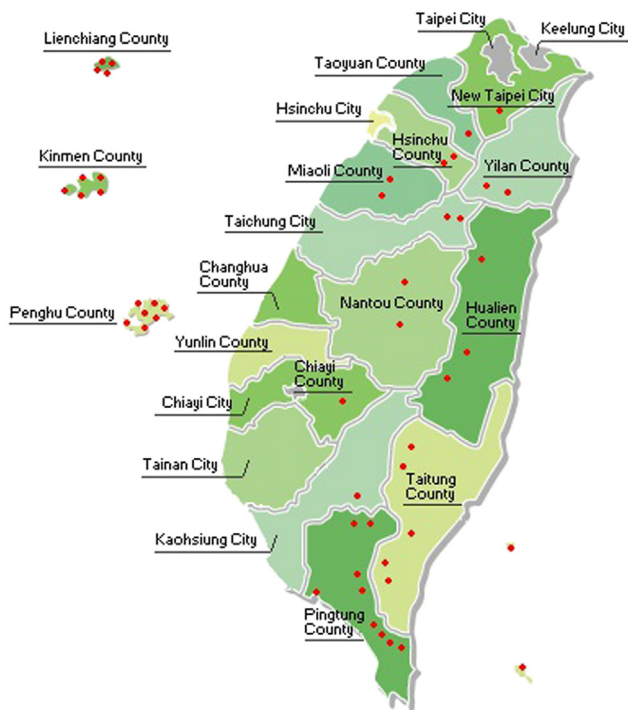 Taipei City
Keelung City
Lienchiang County
Taoyuan County
New Taipei City
Hsinchu City
Hsinchu
County
Kinmen County
Miaoli County
Yilan County
Taichung City
Changhua
County
Nantou County
Hualien
County
Penghu County
Yunlin County
Chiayi
County
Chiayi City
Tainan City
Taitung
County
Kaohsiung City
Pingtung
County